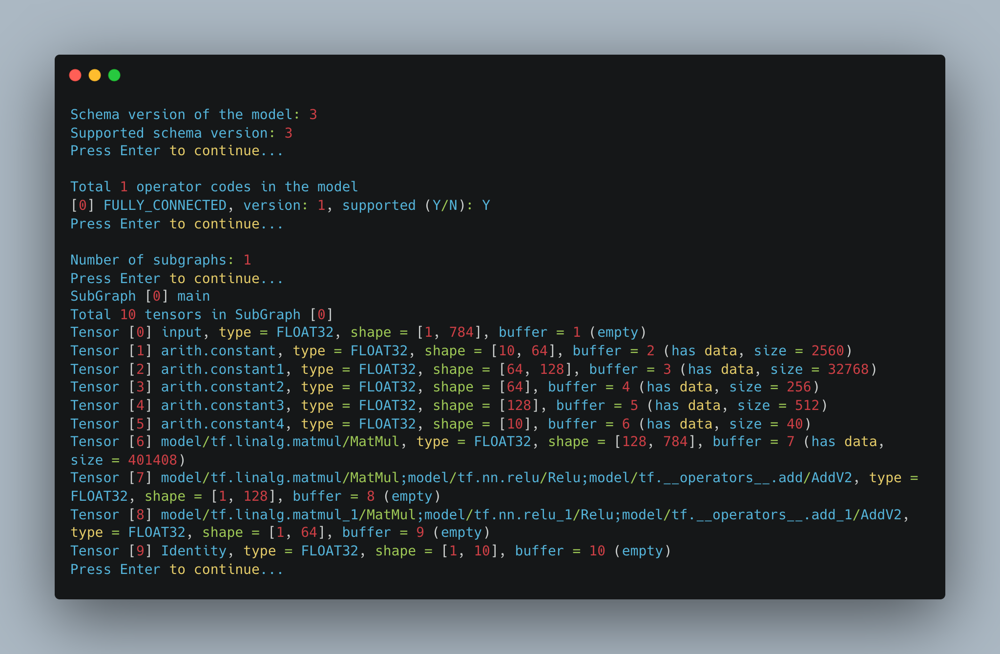 Schema version of the model: 3
Supported schema version: 3
Press Enter to continue...
Total 1 operator codes in the model
[0] FULLY_CONNECTED, version: 1, supported (Y/N): Y
Press Enter to continue...
Number of subgraphs: 1
Press Enter to continue...
SubGraph [0] main
Total 10 tensors in SubGraph [0]
Tensor [0] input, type = FLOAT32, shape = [1, 784], buffer = 1 (empty)
Tensor [1] arith.constant, type = FLOAT32, shape = [10, 64], buffer = 2 (has data, size = 2560)
Tensor [2] arith.constant1, type = FLOAT32, shape = [64, 128], buffer = 3 (has data, size = 32768)
Tensor [3] arith.constant2, type = FLOAT32, shape = [64], buffer = 4 (has data, size = 256)
Tensor [4] arith.constant3, type = FLOAT32, shape = [128], buffer = 5 (has data, size = 512)
Tensor [5] arith.constant4, type = FLOAT32, shape = [10], buffer = 6 (has data, size = 40)
Tensor [6] model/tf.linalg.matmul/MatMul, type = FLOAT32, shape = [128, 784], buffer = 7 (has data,
size = 401408)
Tensor [7] model/tf.linalg.matmul/MatMul;model/tf.nn.relu/Relu;model/tf.__operators__.add/AddV2, type =
FLOAT32, shape = [1, 128], buffer = 8 (empty)
Tensor [8] model/tf.linalg.matmul_1/MatMul;model/tf.nn.relu_1/Relu;model/tf.__operators__.add_1/AddV2,
type = FLOAT32, shape = [1, 64], buffer = 9 (empty)
Tensor [9] Identity, type = FLOAT32, shape = [1, 10], buffer = 10 (empty)
Press Enter to continue...